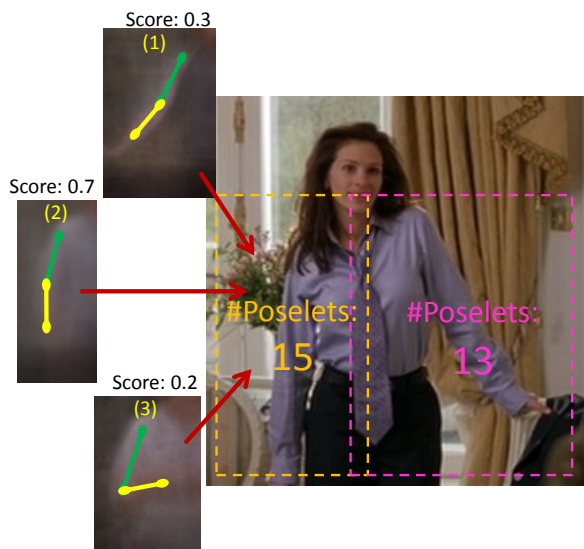 Score: 0.3
(1)
Score: 0.7
(2)
#Poselets:
15
#Poselets:
13
Score: 0.2
(3)